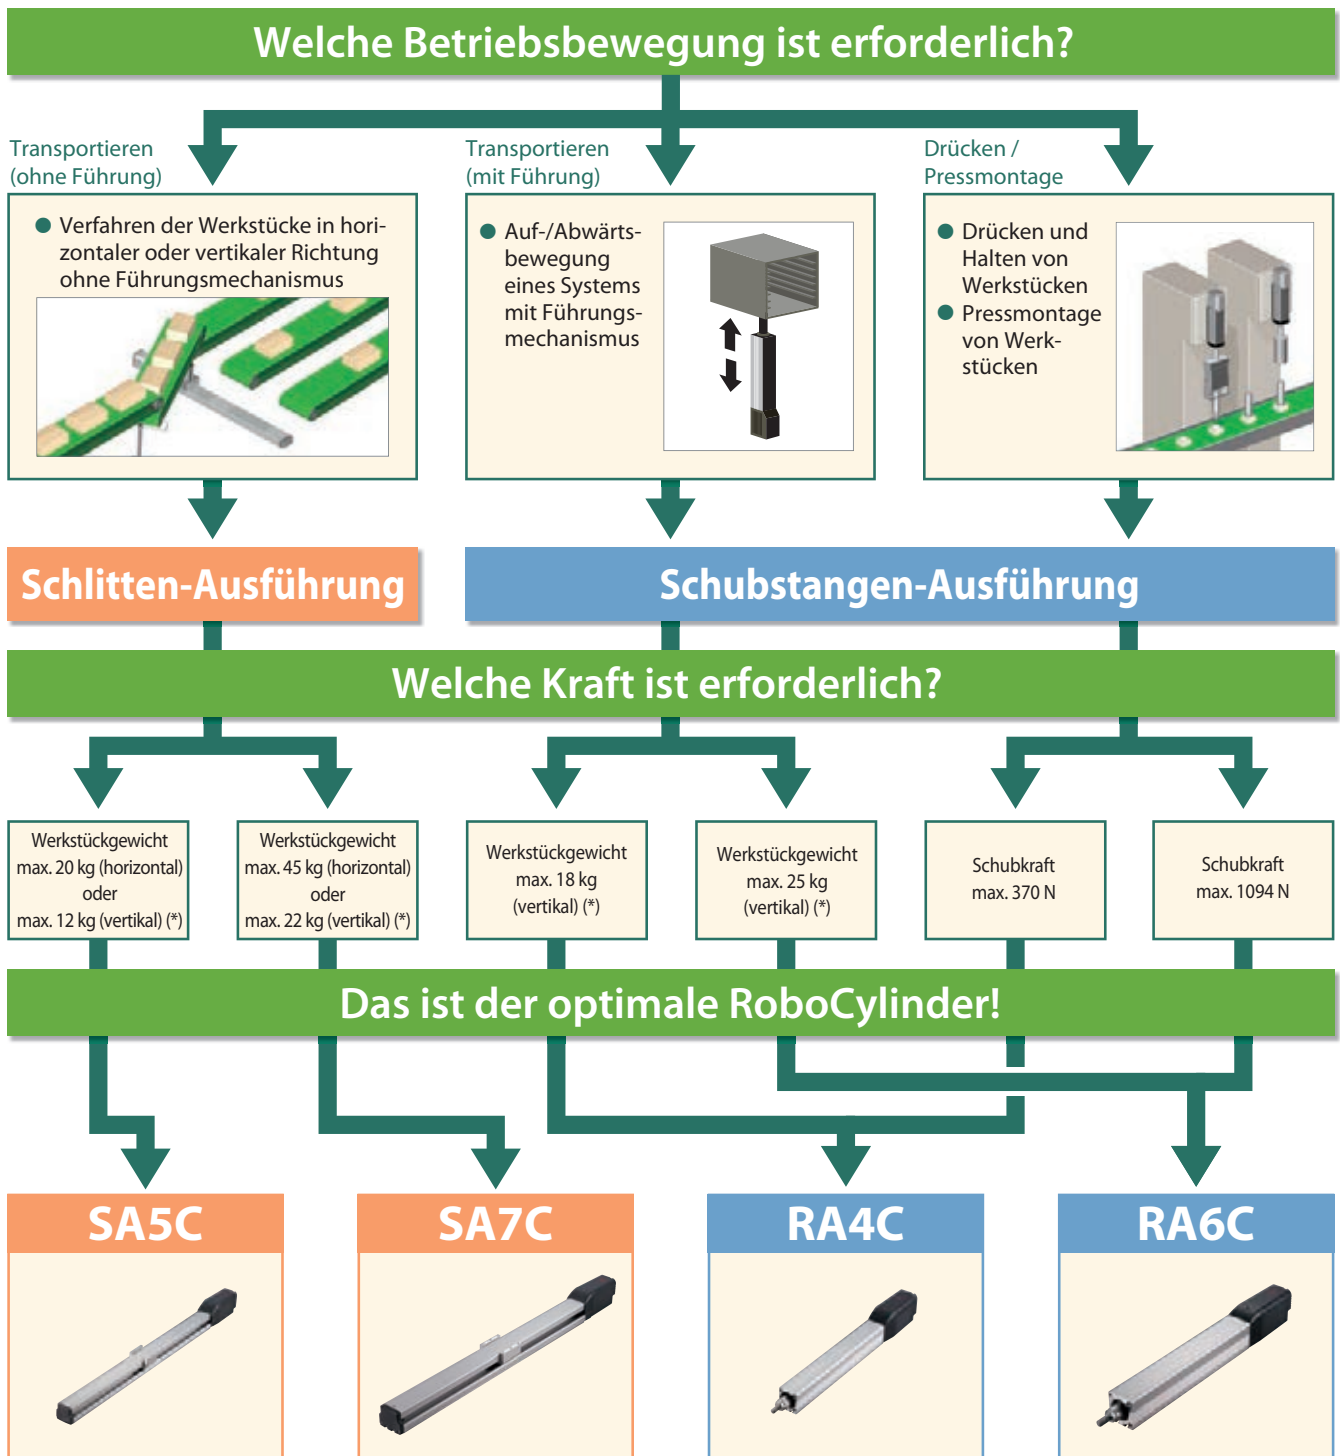 Welche Betriebsbewegung ist erforderlich?
Transportieren
(ohne Führung)
● Verfahren der Werkstücke in hori-
zontaler oder vertikaler Richtung
ohne Führungsmechanismus
Transportieren
(mit Führung)
● Auf-/Abwärts-
bewegung
eines Systems
mit Führungs-
mechanismus
Drücken /
Pressmontage
● Drücken und
Halten von
Werkstücken
● Pressmontage
von Werk-
stücken
Schlitten-Ausführung
Schubstangen-Ausführung
Welche Kraft ist erforderlich?
Werkstückgewicht
max. 20 kg (horizontal)
oder
max. 12 kg (vertikal) (*)
Werkstückgewicht
max. 45 kg (horizontal)
oder
max. 22 kg (vertikal) (*)
Werkstückgewicht
max. 18 kg
(vertikal) (*)
Werkstückgewicht
max. 25 kg
(vertikal) (*)
Schubkraft
max. 370 N
Schubkraft
max. 1094 N
Das ist der optimale RoboCylinder!
SA5C
SA7C
RA4C
RA6C